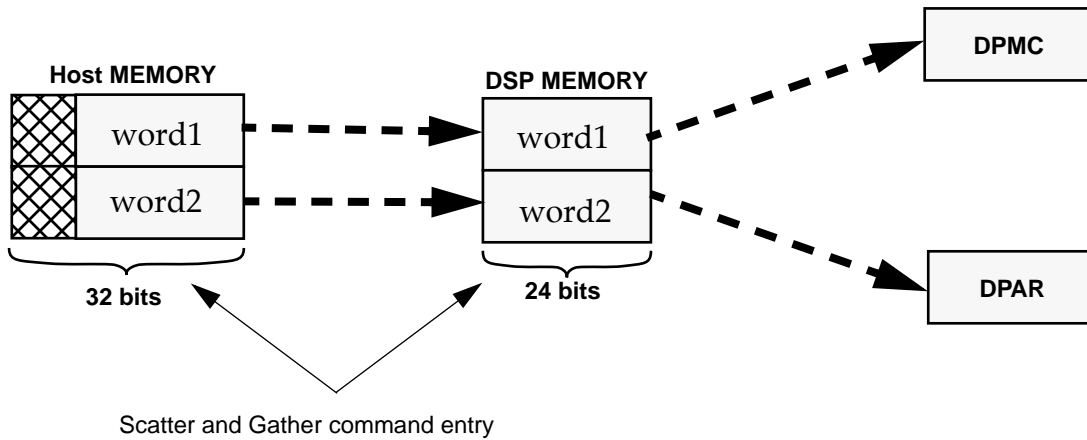 DPMC
Host MEMORY
DSP MEMORY
word1
word1
word2
word2
32 bits
24 bits
DPAR
Scatter and Gather command entry